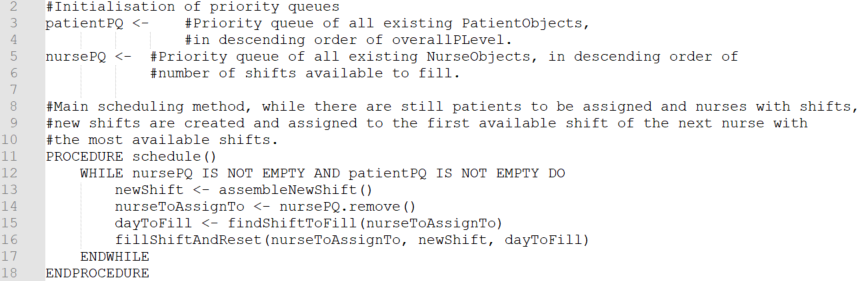 2 #Initialisation of priority queues
3 patientPQ <- #Priority queue of all existing PatientObjects,
4 #in descending order of overallPLevel.
5 nursePQ <- #Priority queue of all existing NurseObjects, in descending order of
6 #number of shifts available to fill.
7
8 #Main scheduling method, while there are still patients to be assigned and nurses with shifts,
9 #new shifts are created and assigned to the first available shift of the next nurse with
10 #the most available shifts.
11 PROCEDURE schedule()
12 WHILE nursePQ IS NOT EMPTY AND patientPQ IS NOT EMPTY DO
13 newShift <- assembleNewShift()
14 nurseToAssignTo <- nursePQ.remove()
15 dayToFill <- findShiftToFill(nurseToAssignTo)
16 fillShiftAndReset(nurseToAssignTo, newShift, dayToFill)
17 ENDWHILE
18 ENDPROCEDURE